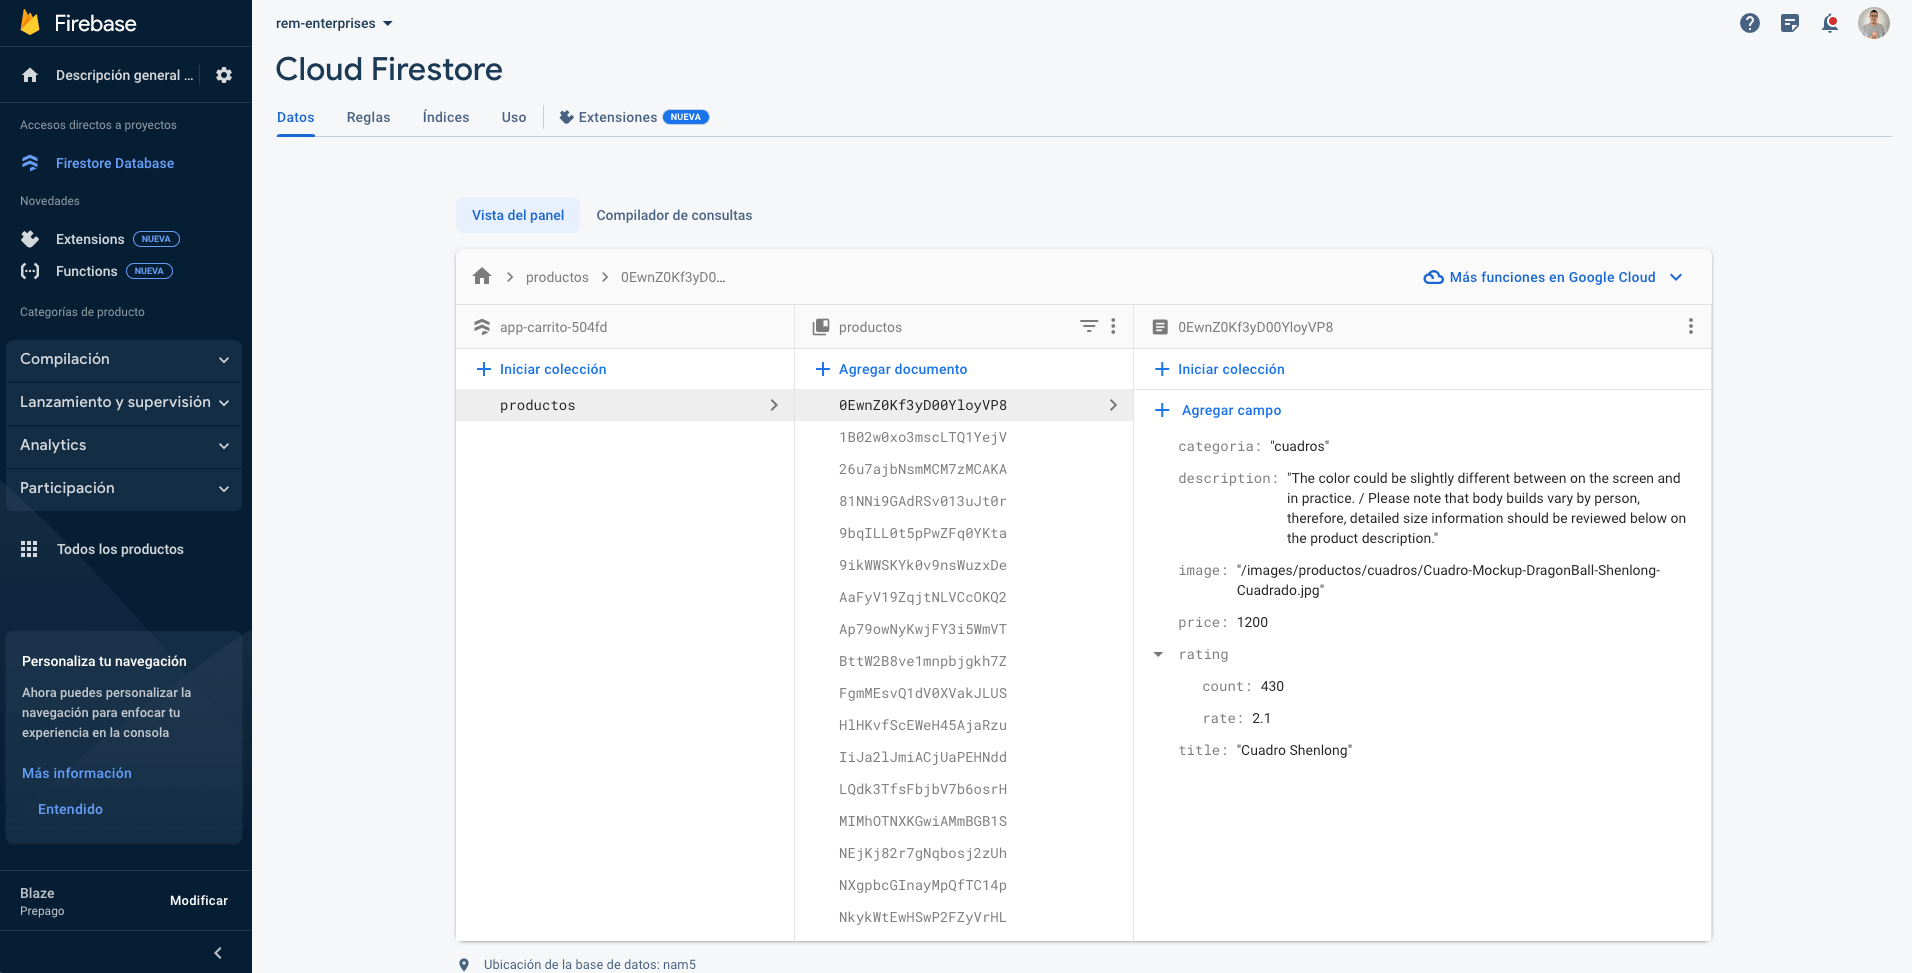 Firebase
Descripción general ...
Accesos directos a proyectos
Firestore Database
Novedades
Extensions NUEVA
Functions NUEVA
Categorías de producto
Compilación
Lanzamiento y supervisión
Analytics
Participación
Todos los productos
Personaliza tu navegación
Ahora puedes personalizar la
navegación para enfocar tu
experiencia en la consola
Más información
Entendido
Blaze
Prepago
Modificar
rem-enterprises
Cloud Firestore
Datos Reglas Índices Uso Extensiones NUEVA
Vista del panel Compilador de consultas
productos 0EwnZ0Kf3yD0...
Más funciones en Google Cloud
app-carrito-504fd
Iniciar colección
productos
productos
Agregar documento
0EwnZ0Kf3yD00YloyVP8
1B02w0xo3mscLTQ1YejV
26u7ajbNsmMCM7zMCAKA
81NNi9GAdRSv013uJt0r
9bqILL0t5pPwZFq0YKta
9ikWWSKYk0v9nsWuzxDe
AaFyV19ZqjtNLVCcOKQ2
Ap79owNyKwjFY3i5WmVT
BttW2B8ve1mnpbjgkh7Z
FgmMEsvQ1dV0XVakJLUS
HlHKvfScEWeH45AjaRzu
IiJa2lJmiACjUaPEHNdd
LQdk3TfsFbjbV7b6osrH
MIMhOTNXKGwiAMmBGB1S
NEjKj82r7gNqbosj2zUh
NXgpbcGInayMpQfTC14p
NkykWtEwHSwP2FZyVrHL
0EwnZ0Kf3yD00YloyVP8
Iniciar colección
Agregar campo
categoria: "cuadros"
description: "The color could be slightly different between on the screen and
in practice. / Please note that body builds vary by person,
therefore, detailed size information should be reviewed below on
the product description."
image: "/images/productos/cuadros/Cuadro-Mockup-DragonBall-Shenlong-
Cuadrado.jpg"
price: 1200
rating
count: 430
rate: 2.1
title: "Cuadro Shenlong"
Ubicación de la base de datos: nam5